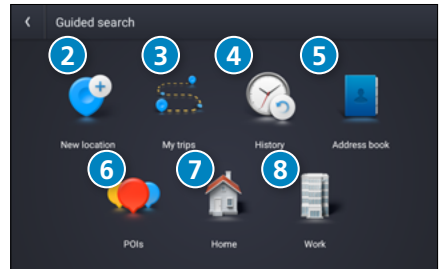 Guided search
2 3 4 5
New location My trips History Address book
6 7 8
POIs Home Work